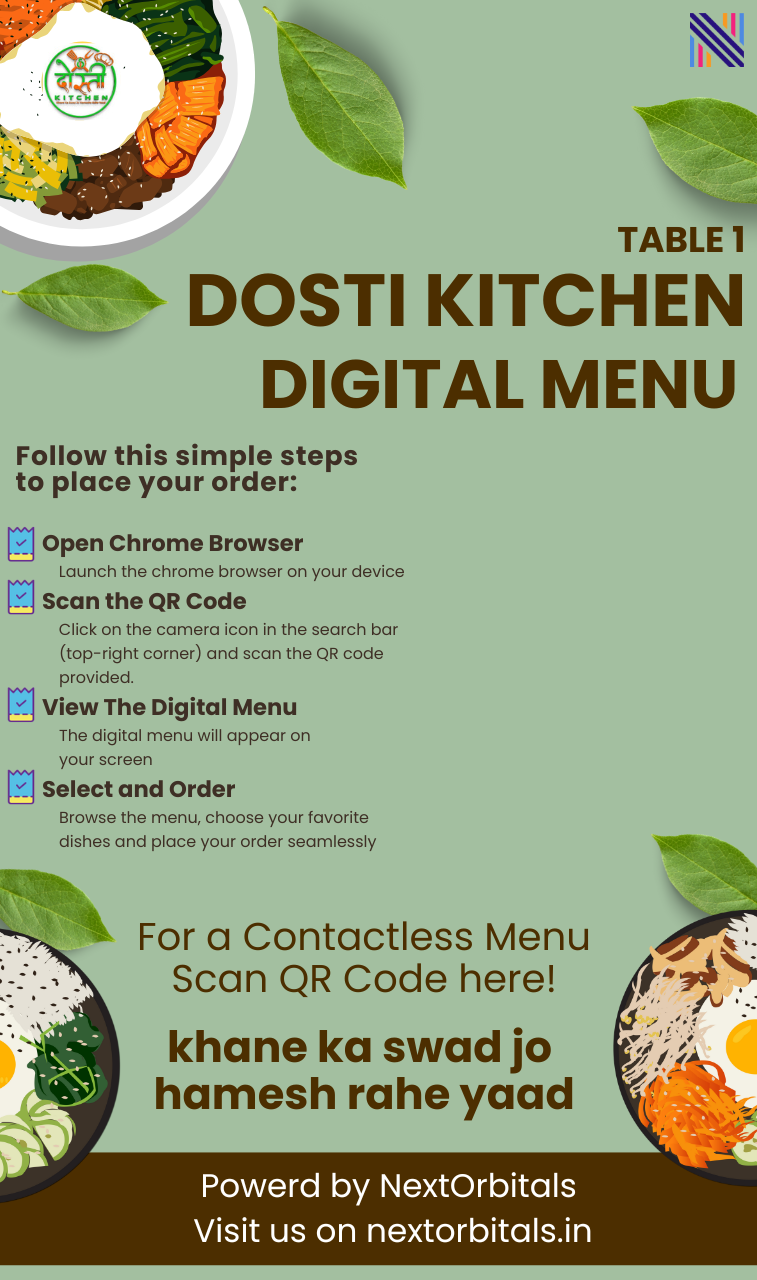 दोस्ती
KITCHEN
TABLE 1
DOSTI KITCHEN
DIGITAL MENU
Follow this simple steps
to place your order:
Open Chrome Browser
Launch the chrome browser on your device
Scan the QR Code
Click on the camera icon in the search bar
(top-right corner) and scan the QR code
provided.
View The Digital Menu
The digital menu will appear on
your screen
Select and Order
Browse the menu, choose your favorite
dishes and place your order seamlessly
For a Contactless Menu
Scan QR Code here!
khane ka swad jo
hamesh rahe yaad
Powerd by NextOrbitals
Visit us on nextorbitals.in